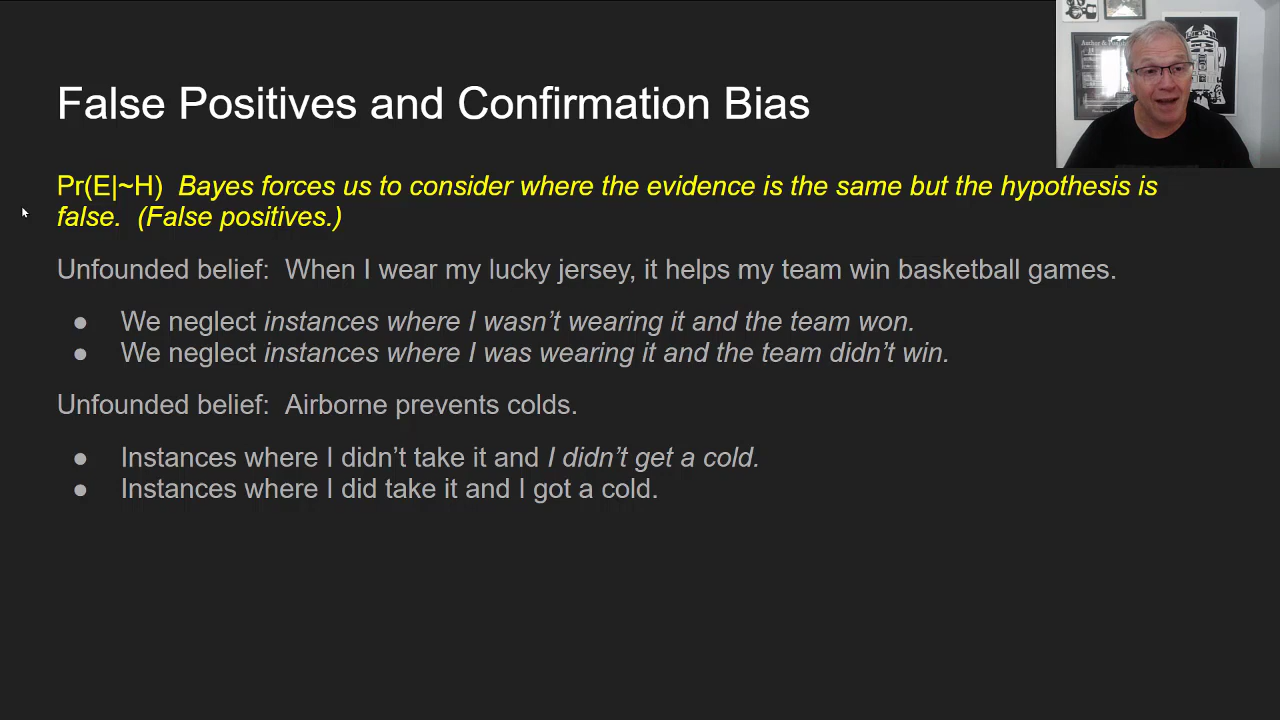 False Positives and Confirmation Bias
Pr(E|~H) Bayes forces us to consider where the evidence is the same but the hypothesis is
false. (False positives.)
Unfounded belief: When I wear my lucky jersey, it helps my team win basketball games.
● We neglect instances where I wasn’t wearing it and the team won.
● We neglect instances where I was wearing it and the team didn’t win.
Unfounded belief: Airborne prevents colds.
● Instances where I didn’t take it and I didn’t get a cold.
● Instances where I did take it and I got a cold.